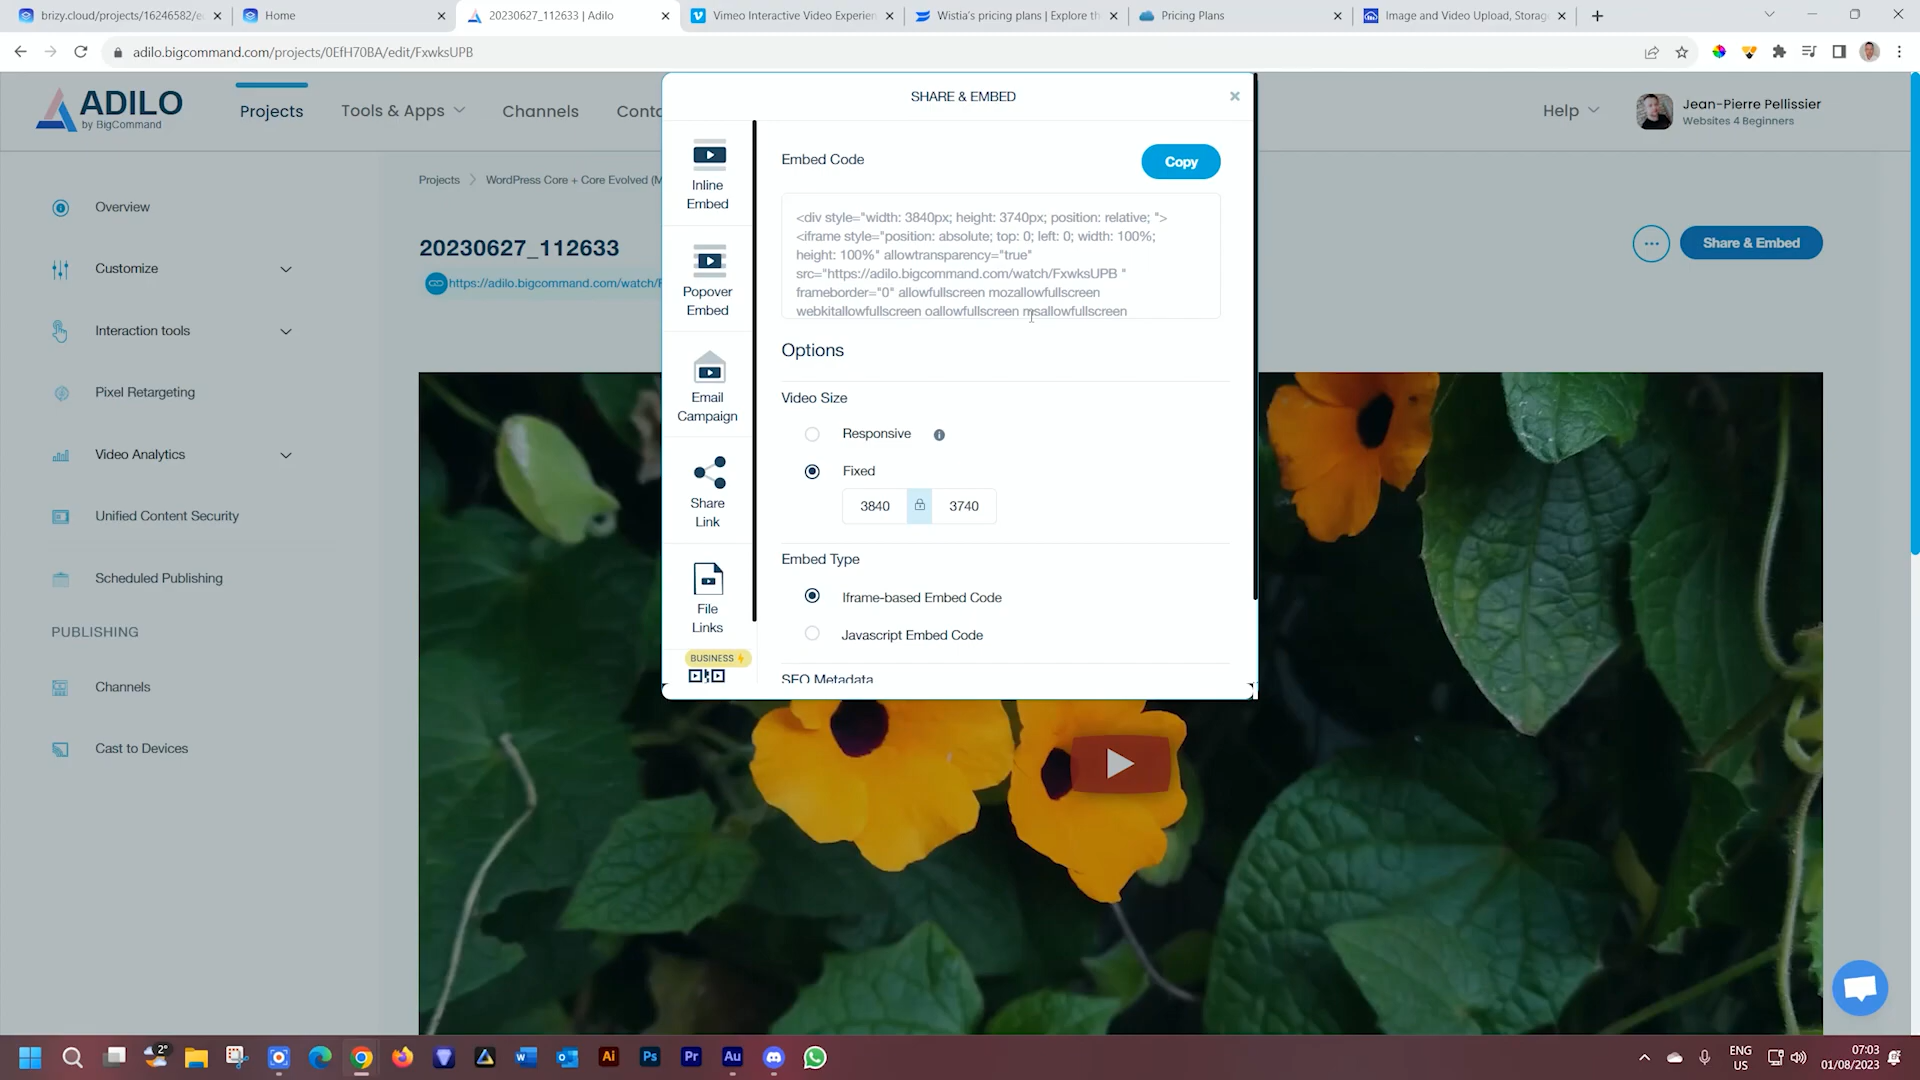 brizy.cloud/projects/16246582/e
Home
20230627_112633 | Adilo
Vimeo Interactive Video Experien
Wistia's pricing plans | Explore th
Pricing Plans
Image and Video Upload, Storag
adilo.bigcommand.com/projects/0EfH70BA/edit/FxwksUPB
ADILO
by BigCommand
Projects
Tools & Apps
Channels
Conta
Help
Jean-Pierre Pellissier
Websites 4 Beginners
Overview
Customize
Interaction tools
Pixel Retargeting
Video Analytics
Unified Content Security
Scheduled Publishing
PUBLISHING
Channels
Cast to Devices
Projects
WordPress Core + Core Evolved (M
20230627_112633
https://adilo.bigcommand.com/watch/F
Share & Embed
SHARE & EMBED
Inline
Embed
Popover
Embed
Email
Campaign
Share
Link
File
Links
BUSINESS
Embed Code
Copy
<div style="width: 3840px; height: 3740px; position: relative; ">
<iframe style="position: absolute; top: 0; left: 0; width: 100%;
height: 100%" allowtransparency="true"
src="https://adilo.bigcommand.com/watch/FxwksUPB "
frameborder="0" allowfullscreen mozallowfullscreen
webkitallowfullscreen oallowfullscreen msallowfullscreen
Options
Video Size
Responsive
Fixed
3840
3740
Embed Type
Iframe-based Embed Code
Javascript Embed Code
SEO Metadata
2°
ENG
US
07:03
01/08/2023